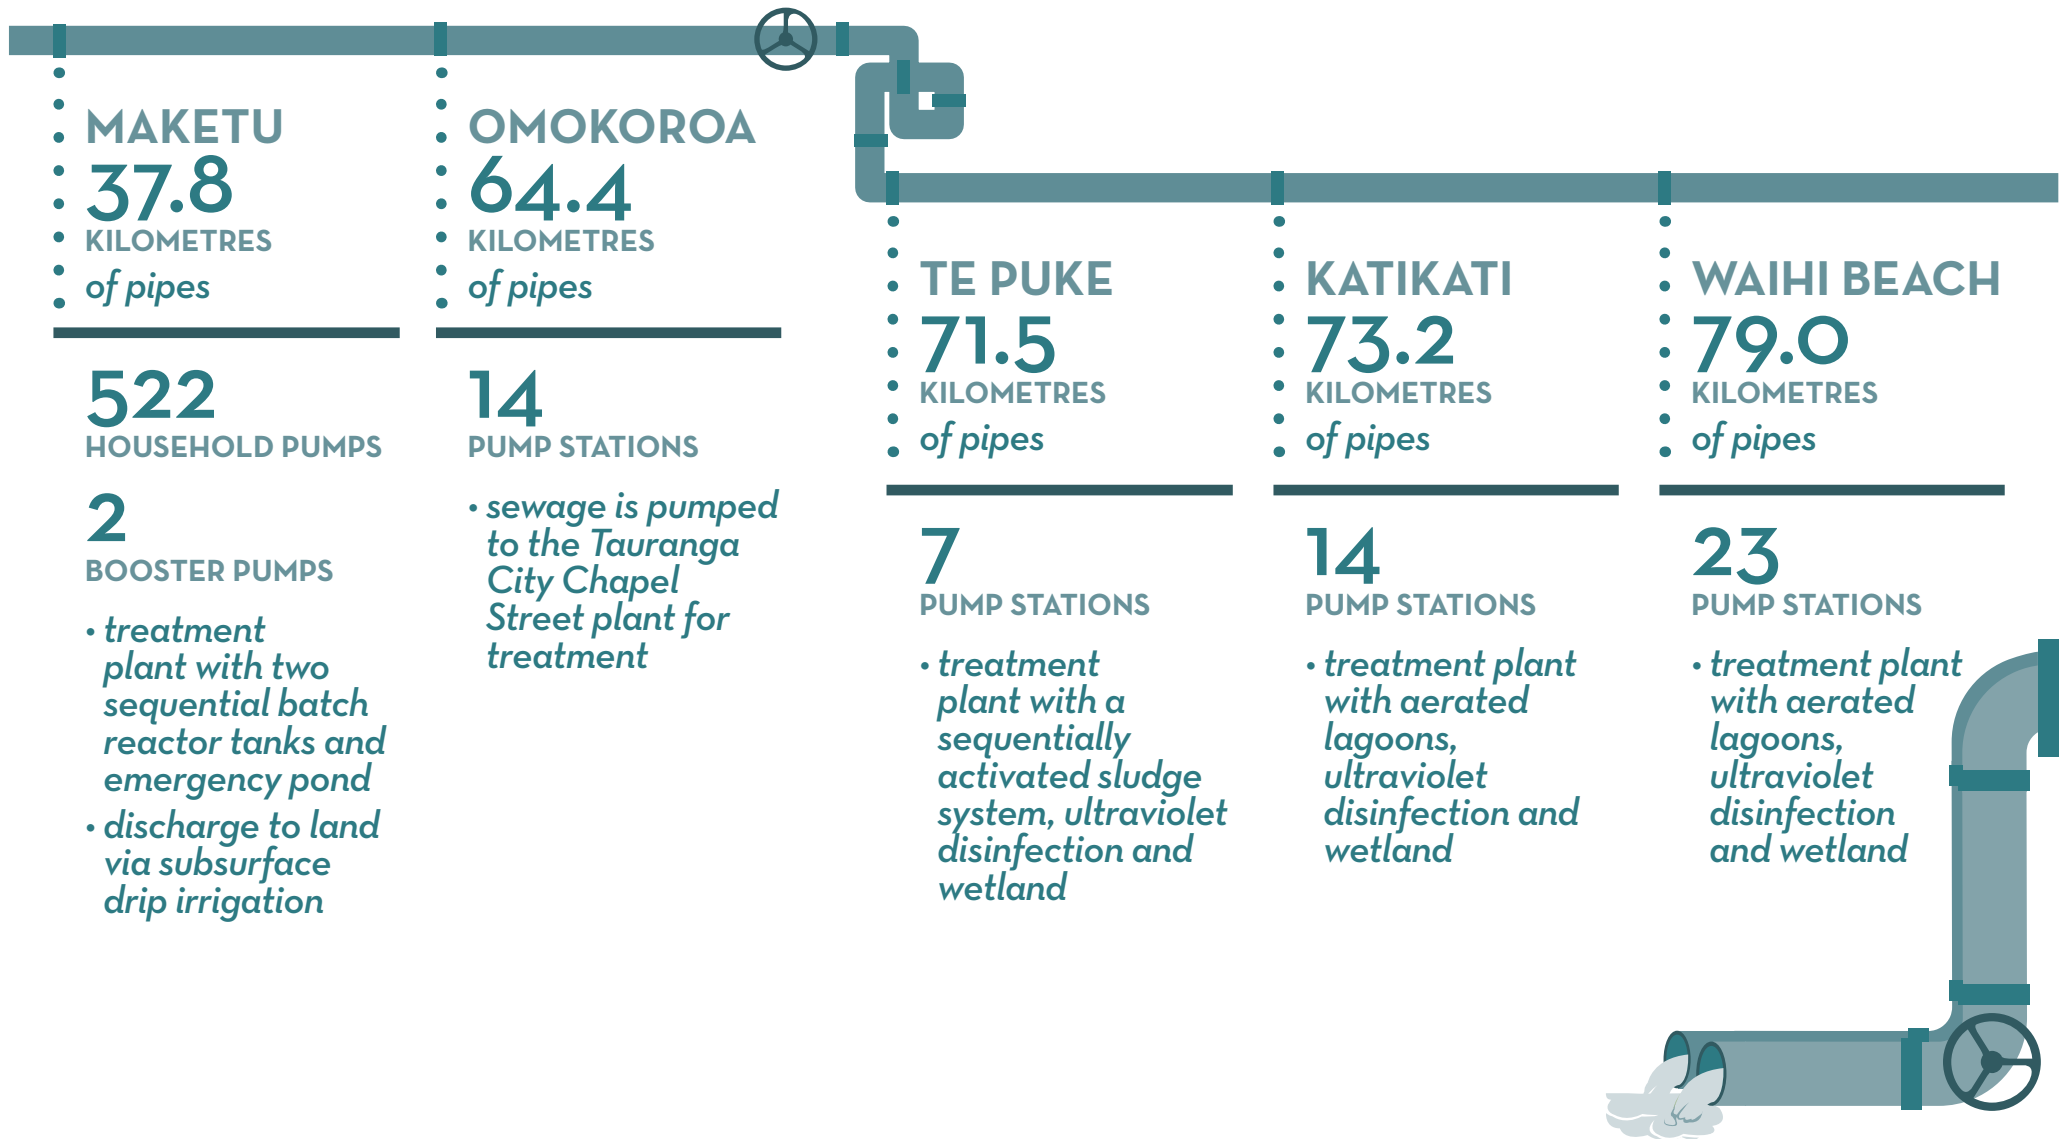 MAKETU
37.8
KILOMETRES
of pipes
522
HOUSEHOLD PUMPS
2
BOOSTER PUMPS
• treatment
plant with two
sequential batch
reactor tanks and
emergency pond
• discharge to land
via subsurface
drip irrigation
OMOKOROA
64.4
KILOMETRES
of pipes
14
PUMP STATIONS
• sewage is pumped
to the Tauranga
City Chapel
Street plant for
treatment
TE PUKE
71.5
KILOMETRES
of pipes
7
PUMP STATIONS
• treatment
plant with a
sequentially
activated sludge
system, ultraviolet
disinfection and
wetland
KATIKATI
73.2
KILOMETRES
of pipes
14
PUMP STATIONS
• treatment plant
with aerated
lagoons,
ultraviolet
disinfection and
wetland
WAIHI BEACH
79.0
KILOMETRES
of pipes
23
PUMP STATIONS
• treatment plant
with aerated
lagoons,
ultraviolet
disinfection
and wetland